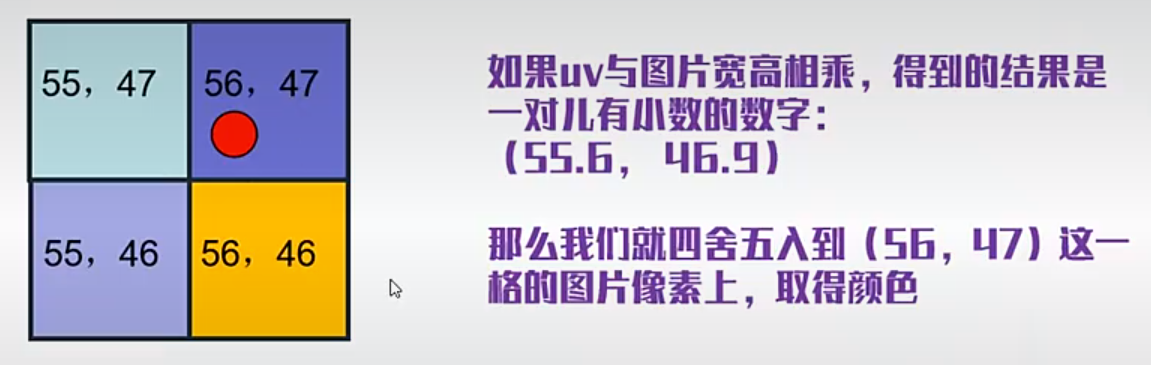 55，47
56，47
55，46
56，46
如果uv与图片宽高相乘，得到的结果是
一对儿有小数的数字：
（55.6， 46.9）
那么我们就四舍五入到（56，47）这一
格的图片像素上，取得颜色